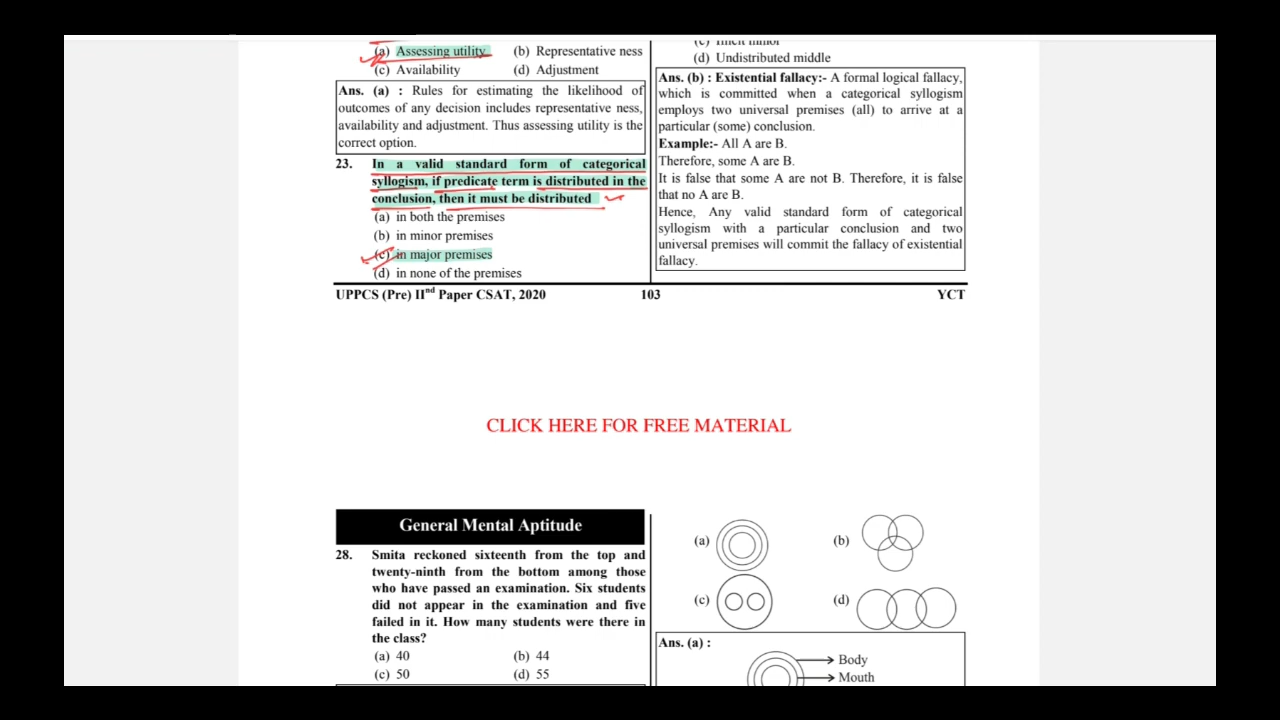 (a) Assessing utility (b) Representative ness
(c) Availability (d) Adjustment
Ans. (a) : Rules for estimating the likelihood of
outcomes of any decision includes representative ness,
availability and adjustment. Thus assessing utility is the
correct option.
23. In a valid standard form of categorical
syllogism, if predicate term is distributed in the
conclusion, then it must be distributed
(a) in both the premises
(b) in minor premises
(c) in major premises
(d) in none of the premises
(c) Illicit minor
(d) Undistributed middle
Ans. (b) : Existential fallacy:- A formal logical fallacy,
which is committed when a categorical syllogism
employs two universal premises (all) to arrive at a
particular (some) conclusion.
Example:- All A are B.
Therefore, some A are B.
It is false that some A are not B. Therefore, it is false
that no A are B.
Hence, Any valid standard form of categorical
syllogism with a particular conclusion and two
universal premises will commit the fallacy of existential
fallacy.
UPPCS (Pre) IInd Paper CSAT, 2020 103 YCT
CLICK HERE FOR FREE MATERIAL
General Mental Aptitude
28. Smita reckoned sixteenth from the top and
twenty-ninth from the bottom among those
who have passed an examination. Six students
did not appear in the examination and five
failed in it. How many students were there in
the class?
(a) 40 (b) 44
(c) 50 (d) 55
(a) (b)
(c) (d)
Ans. (a) :
Body
Mouth